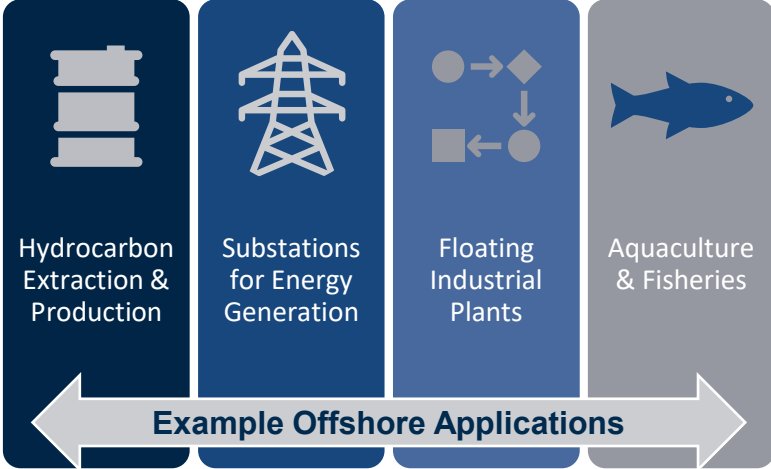 Hydrocarbon
Extraction &
Production
Substations
for Energy
Generation
Floating
Industrial
Plants
Aquaculture
& Fisheries
Example Offshore Applications